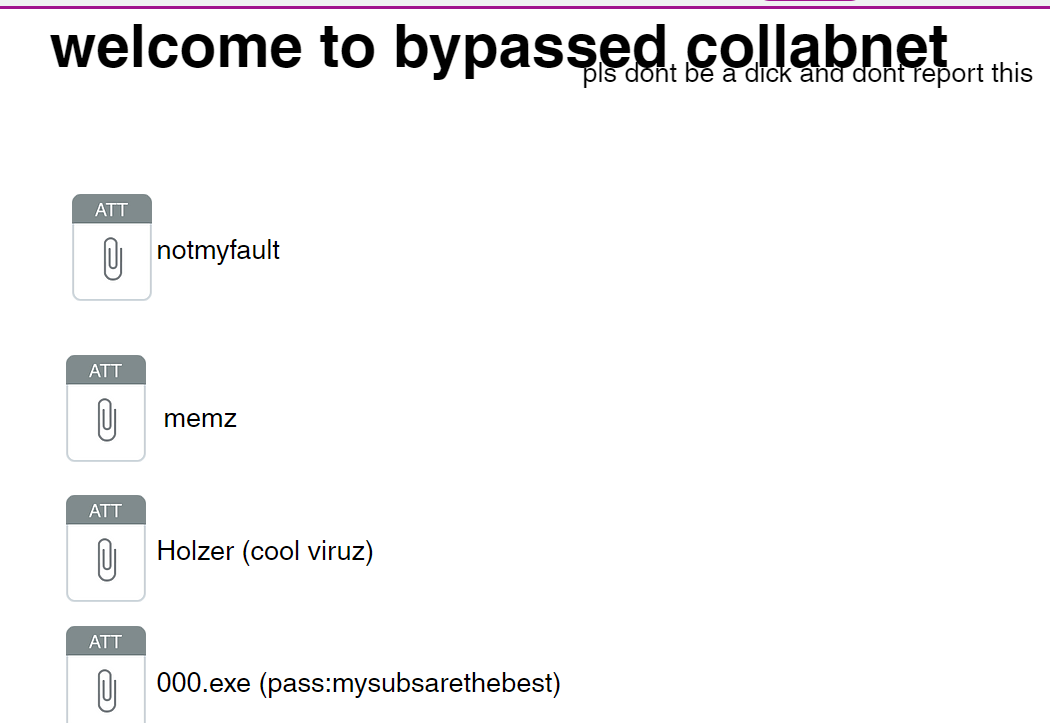 welcome to bypassed collabnet
pls dont be a dick and dont report this
ATT
notmyfault
ATT
memz
ATT
Holzer (cool viruz)
ATT
000.exe (pass:mysubsarethebest)